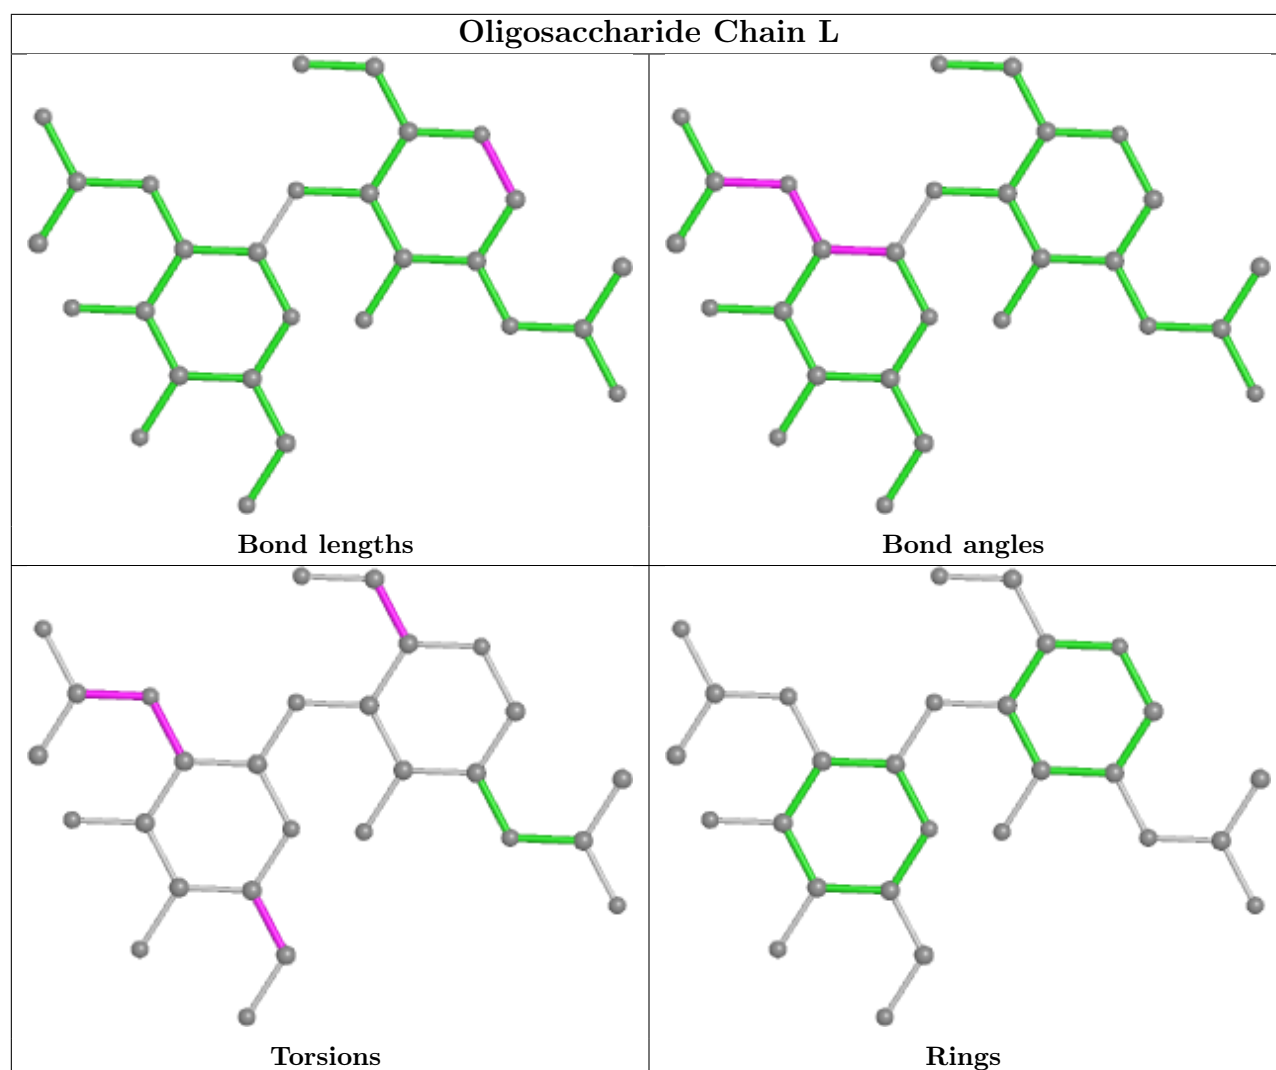 Oligosaccharide Chain L
Bond lengths
Bond angles
Torsions
Rings